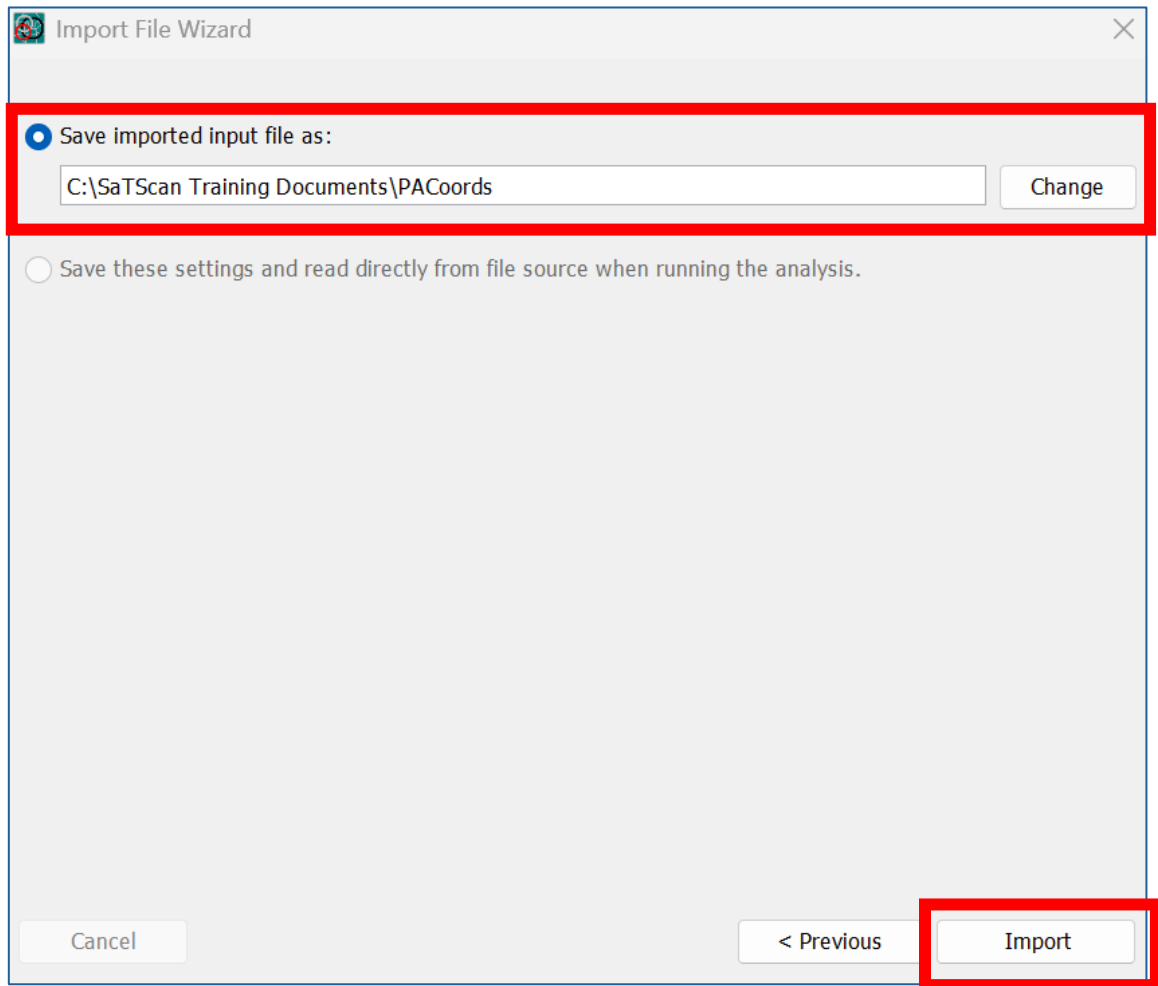 Import File Wizard
Save imported input file as:
C:\SaTScan Training Documents\PACoords
Change
Save these settings and read directly from file source when running the analysis.
Cancel
< Previous
Import